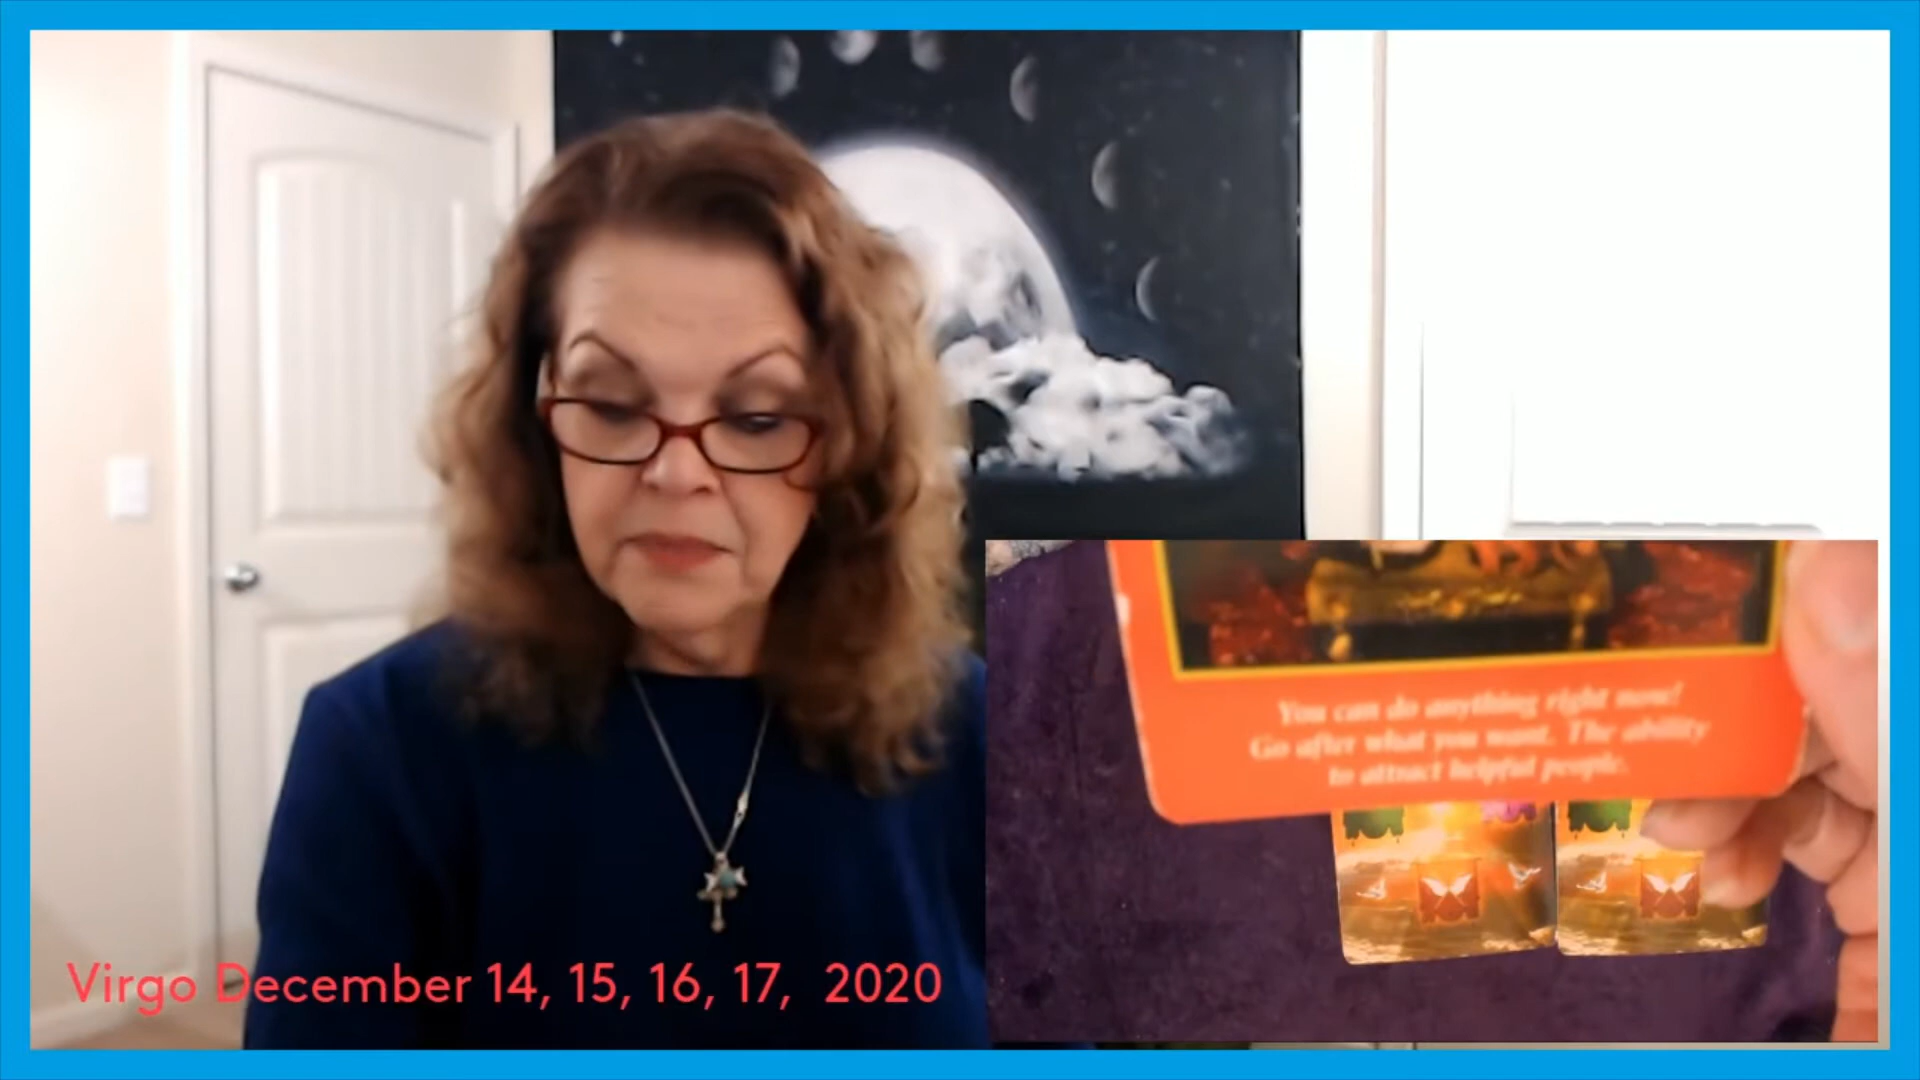 You can do anything right now!
Go after what you want. The ability
to attract helpful people.
Virgo December 14, 15, 16, 17, 2020